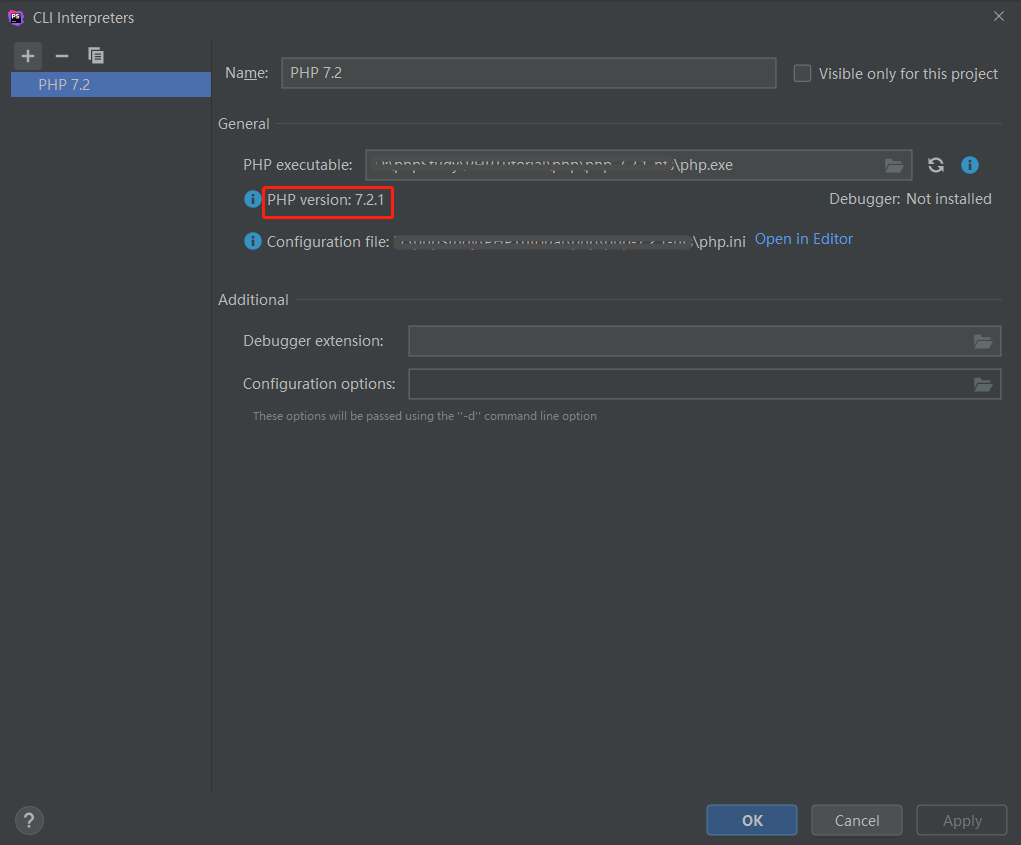 CLI Interpreters
PHP 7.2
Name: PHP 7.2
Visible only for this project
General
PHP executable: \php.exe
PHP version: 7.2.1
Debugger: Not installed
Configuration file: \php.ini Open in Editor
Additional
Debugger extension:
Configuration options:
These options will be passed using the "-d" command line option
?
OK
Cancel
Apply